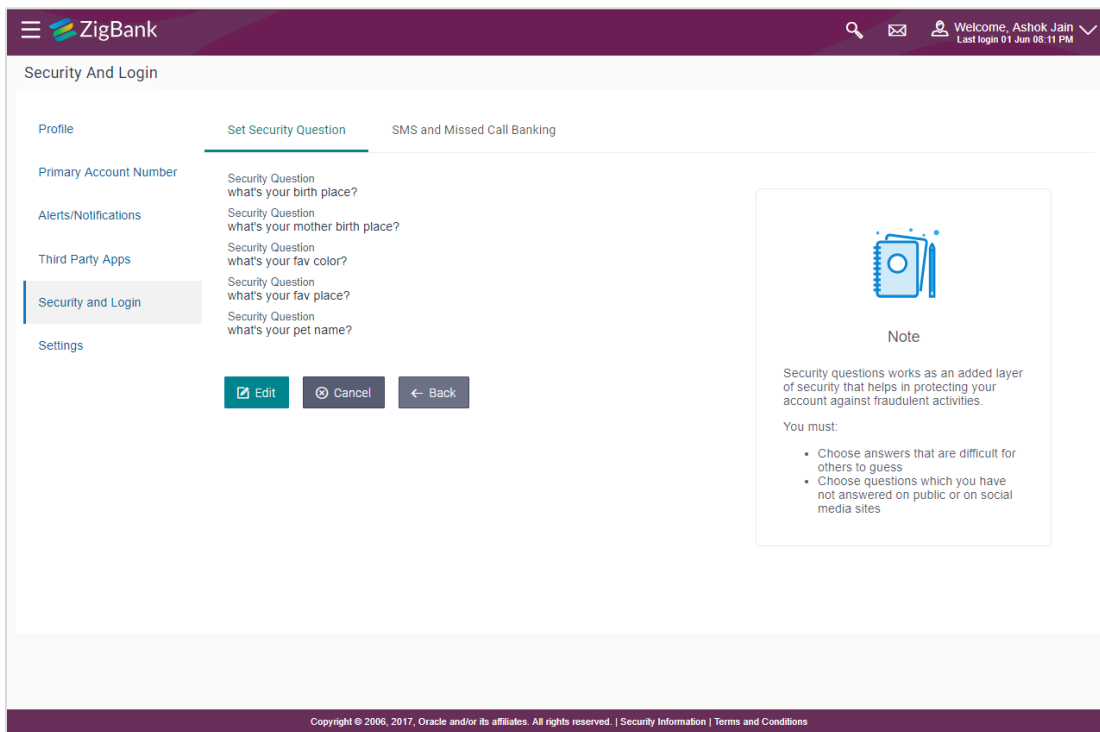 ZigBank
Welcome, Ashok Jain
Last login 01 Jun 08:11 PM
Security And Login
Profile
Primary Account Number
Alerts/Notifications
Third Party Apps
Security and Login
Settings
Set Security Question
SMS and Missed Call Banking
Security Question
what's your birth place?
Security Question
what's your mother birth place?
Security Question
what's your fav color?
Security Question
what's your fav place?
Security Question
what's your pet name?
Edit
Cancel
Back
Note
Security questions works as an added layer
of security that helps in protecting your
account against fraudulent activities.
You must:
• Choose answers that are difficult for
others to guess
• Choose questions which you have
not answered on public or on social
media sites
Copyright © 2006, 2017, Oracle and/or its affiliates. All rights reserved. | Security Information | Terms and Conditions